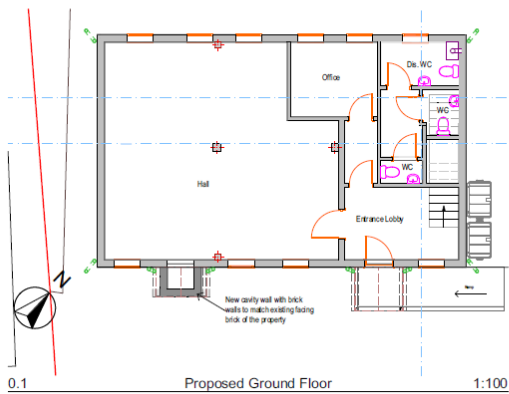 Office
Dis. WC
WC
Hall
WC
Entrance Lobby
New cavity wall with brick
walls to match existing facing
brick of the property
N
0.1
Proposed Ground Floor
1:100